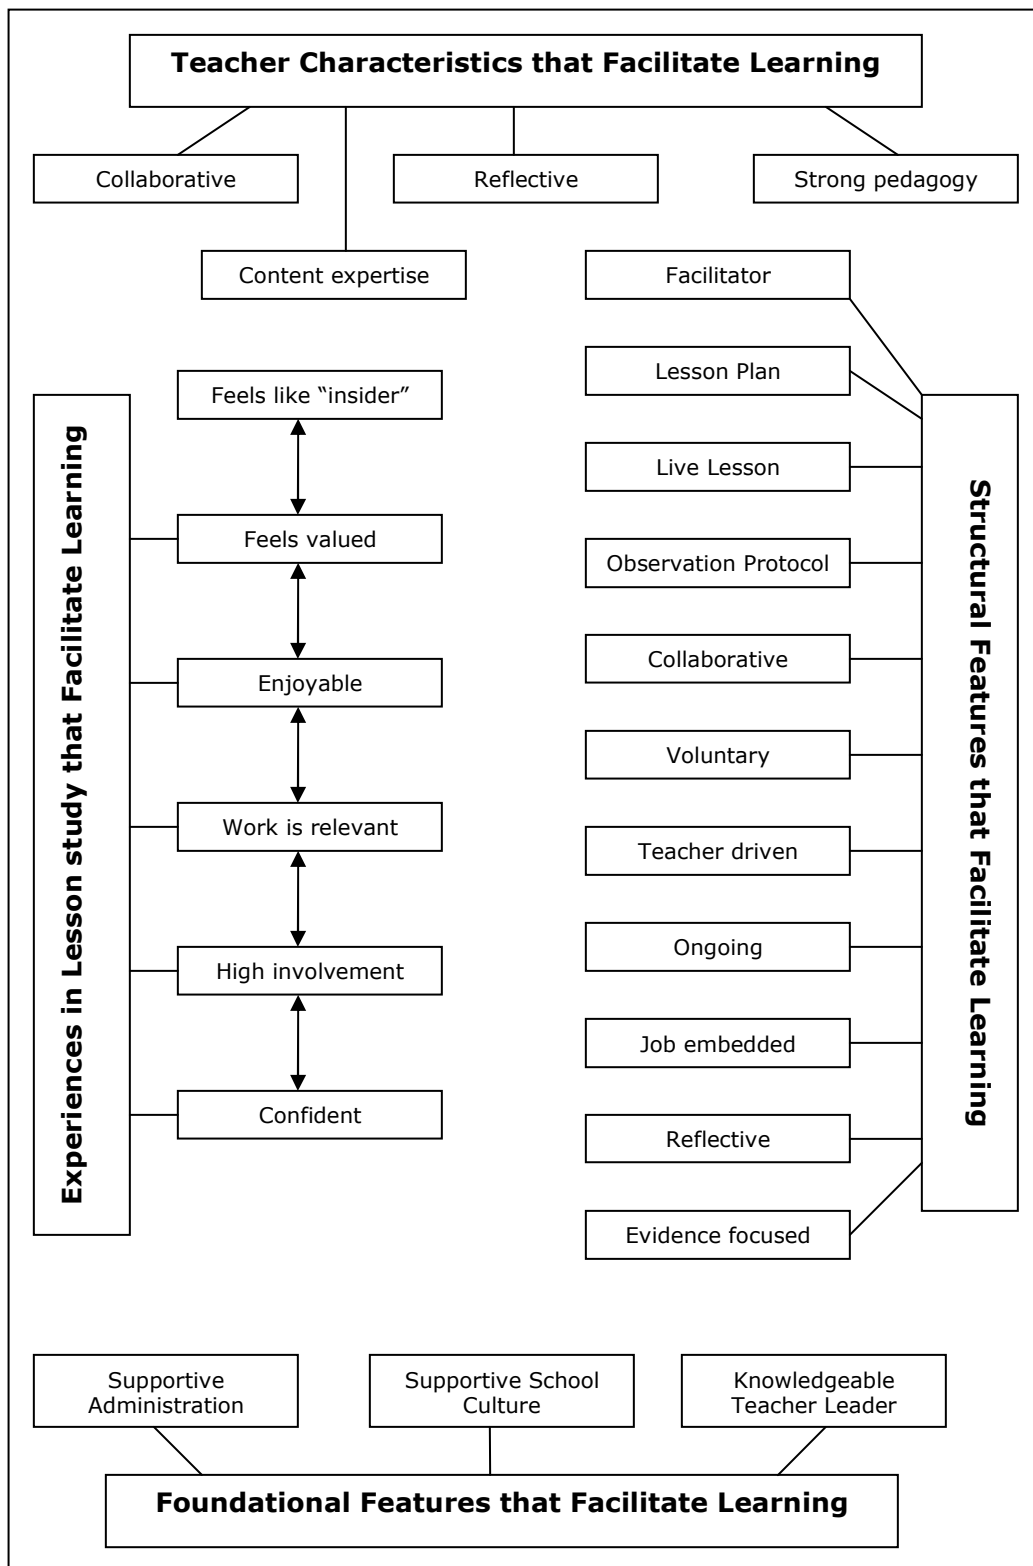 Teacher Characteristics that Facilitate Learning
Collaborative
Reflective
Strong pedagogy
Content expertise
Facilitator
Lesson Plan
Live Lesson
Observation Protocol
Collaborative
Voluntary
Teacher driven
Ongoing
Job embedded
Reflective
Evidence focused
Structural Features that Facilitate Learning
Experiences in Lesson study that Facilitate Learning
Feels like “insider”
Feels valued
Enjoyable
Work is relevant
High involvement
Confident
Supportive
Administration
Supportive School
Culture
Knowledgeable
Teacher Leader
Foundational Features that Facilitate Learning